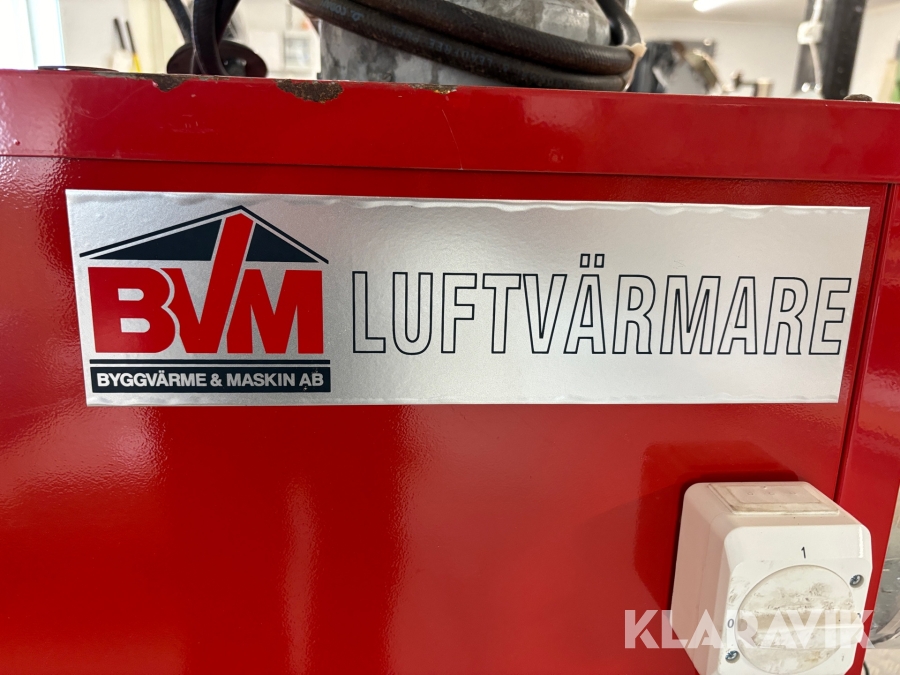 BVM
BYGGVÄRME & MASKIN AB
LUFTVÄRMARE
1
0
KLARAVIK